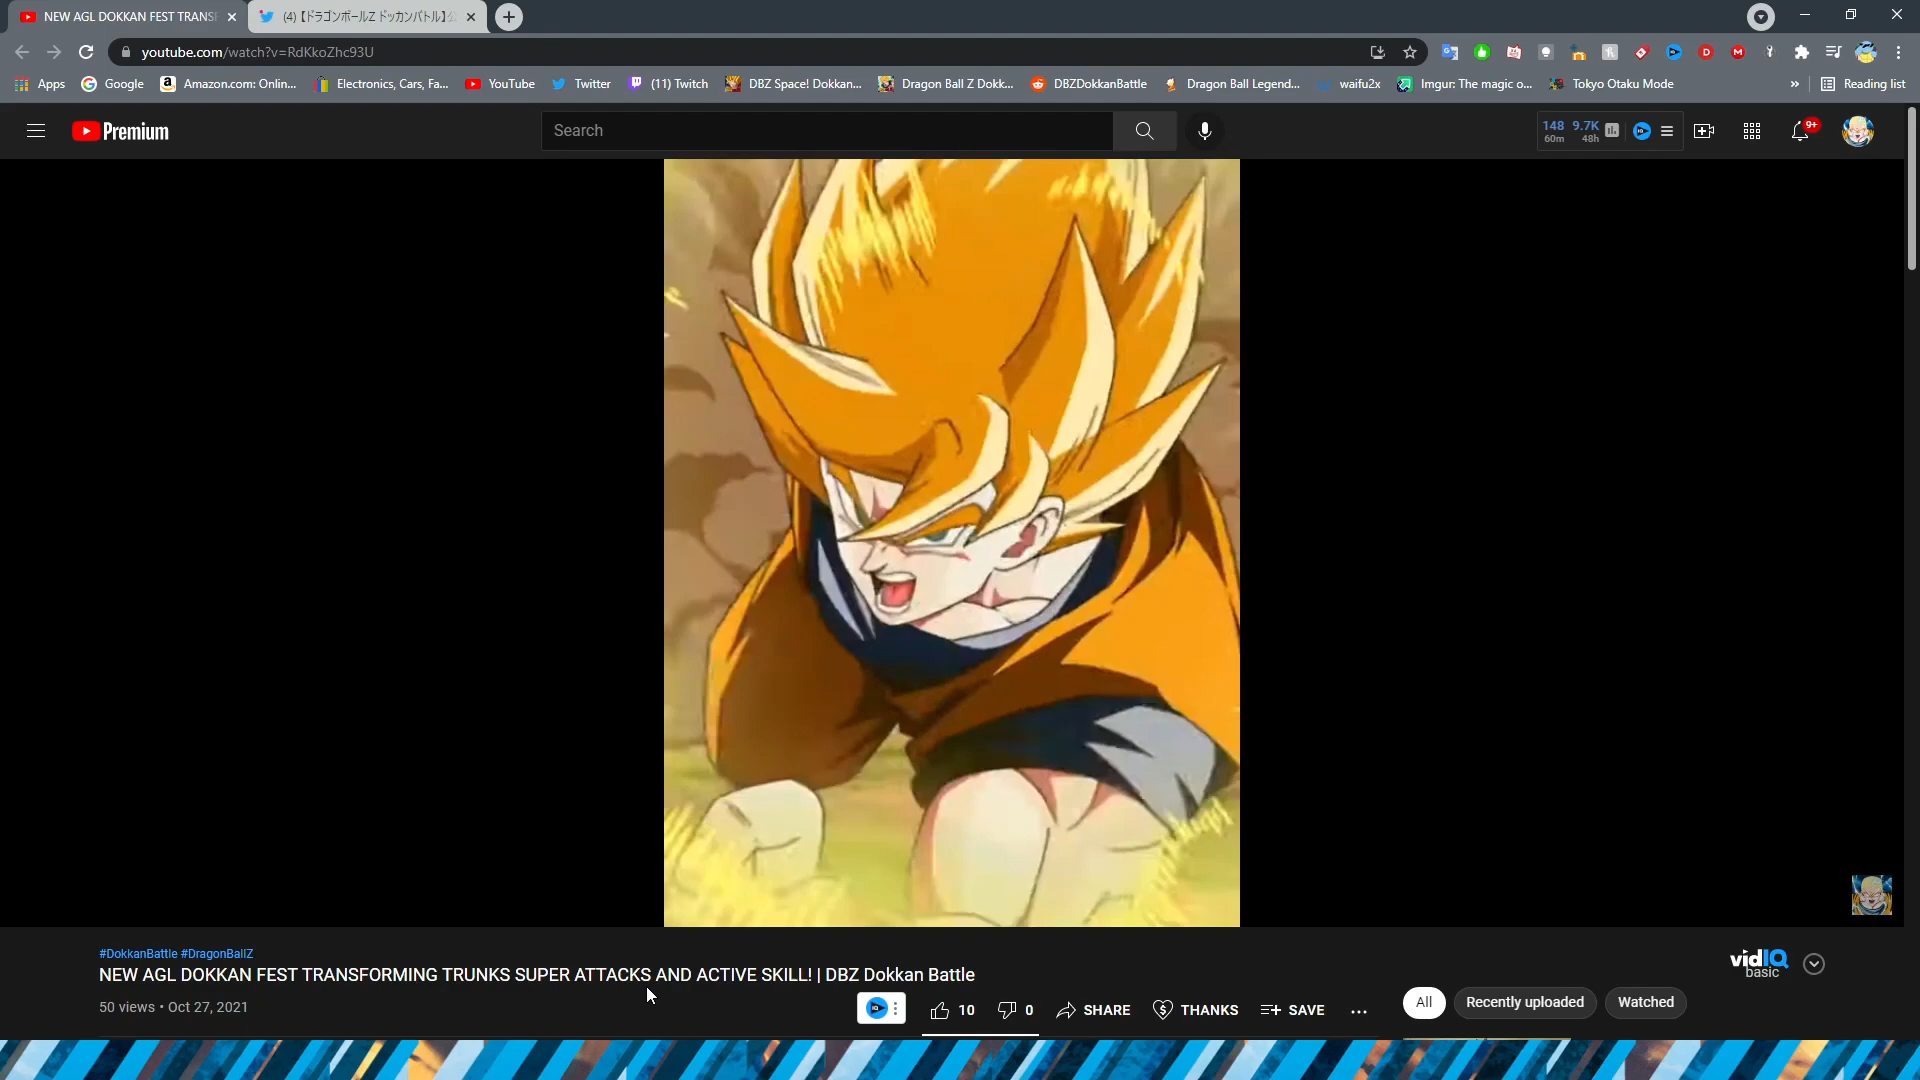 NEW AGL DOKKAN FEST TRANSF
(4)【ドラゴンボールZ ドッカンバトル】公
youtube.com/watch?v=RdKkoZhc93U
Apps
Google
Amazon.com: Onlin...
Electronics, Cars, Fa...
YouTube
Twitter
(11) Twitch
DBZ Space! Dokkan...
Dragon Ball Z Dokk...
DBZDokkanBattle
Dragon Ball Legend...
waifu2x
Imgur: The magic o...
Tokyo Otaku Mode
»
Reading list
Premium
Search
148 9.7K
60m 48h
9+
#DokkanBattle #DragonBallZ
NEW AGL DOKKAN FEST TRANSFORMING TRUNKS SUPER ATTACKS AND ACTIVE SKILL! | DBZ Dokkan Battle
50 views • Oct 27, 2021
10
0
SHARE
THANKS
SAVE
...
vidIQ
basic
All
Recently uploaded
Watched